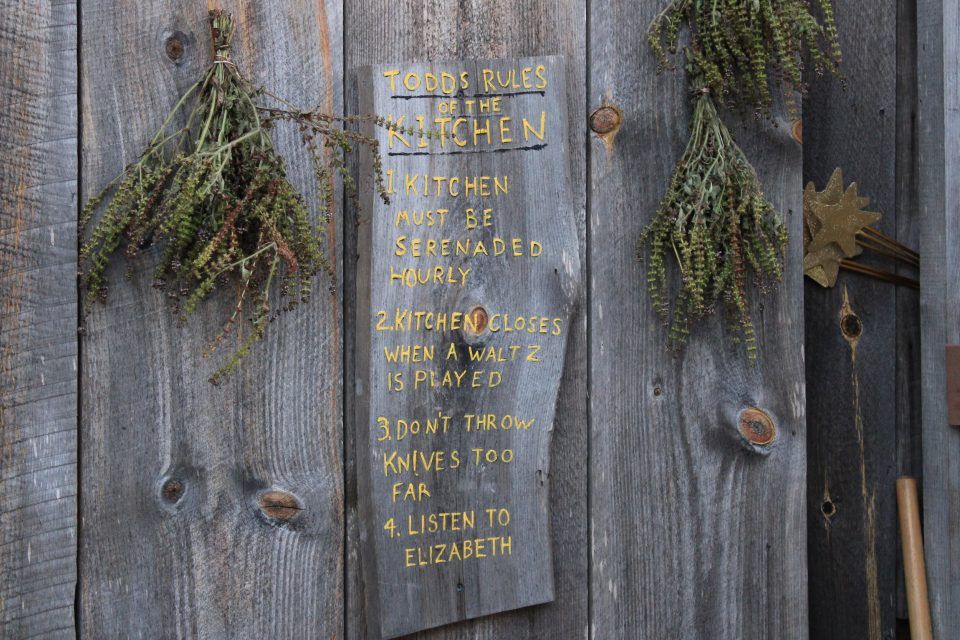 TODDS RULES
OF THE
KITCHEN
1. KITCHEN
MUST BE
SERENADED
HOURLY
2. KITCHEN CLOSES
WHEN A WALTZ
IS PLAYED
3. DON'T THROW
KNIVES TOO
FAR
4. LISTEN TO
ELIZABETH